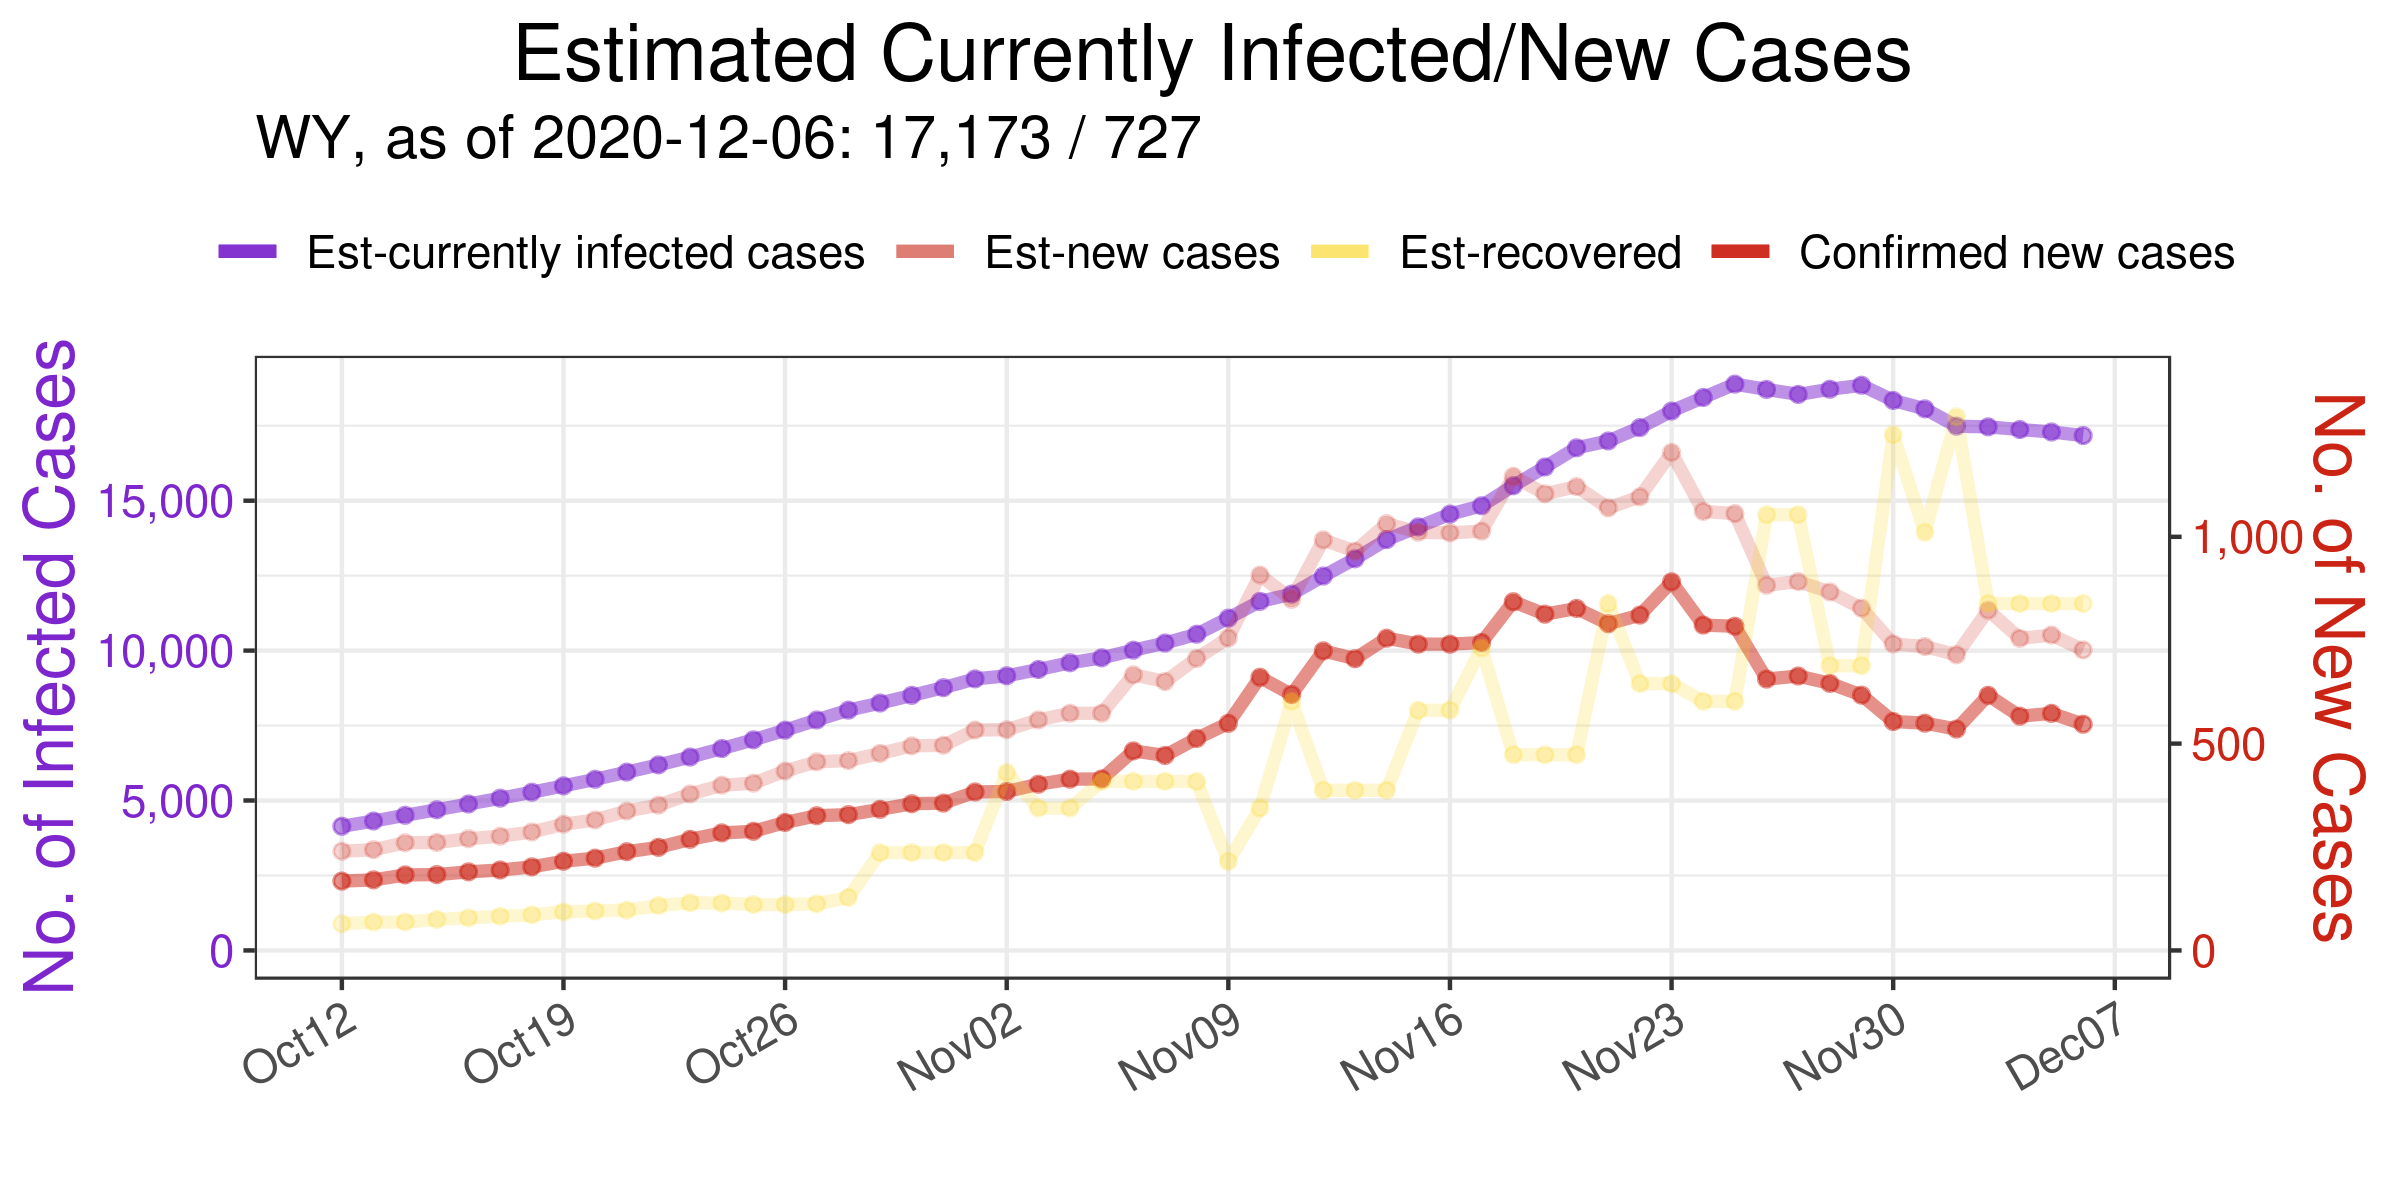 Estimated Currently Infected/New Cases
WY, as of 2020-12-06: 17,173 / 727
Est-currently infected cases Est-new cases Est-recovered Confirmed new cases
No. of Infected Cases
15,000
10,000
5,000
0
1,000
500
0
No. of New Cases
Oct12 Oct19 Oct26 Nov02 Nov09 Nov16 Nov23 Nov30 Dec07